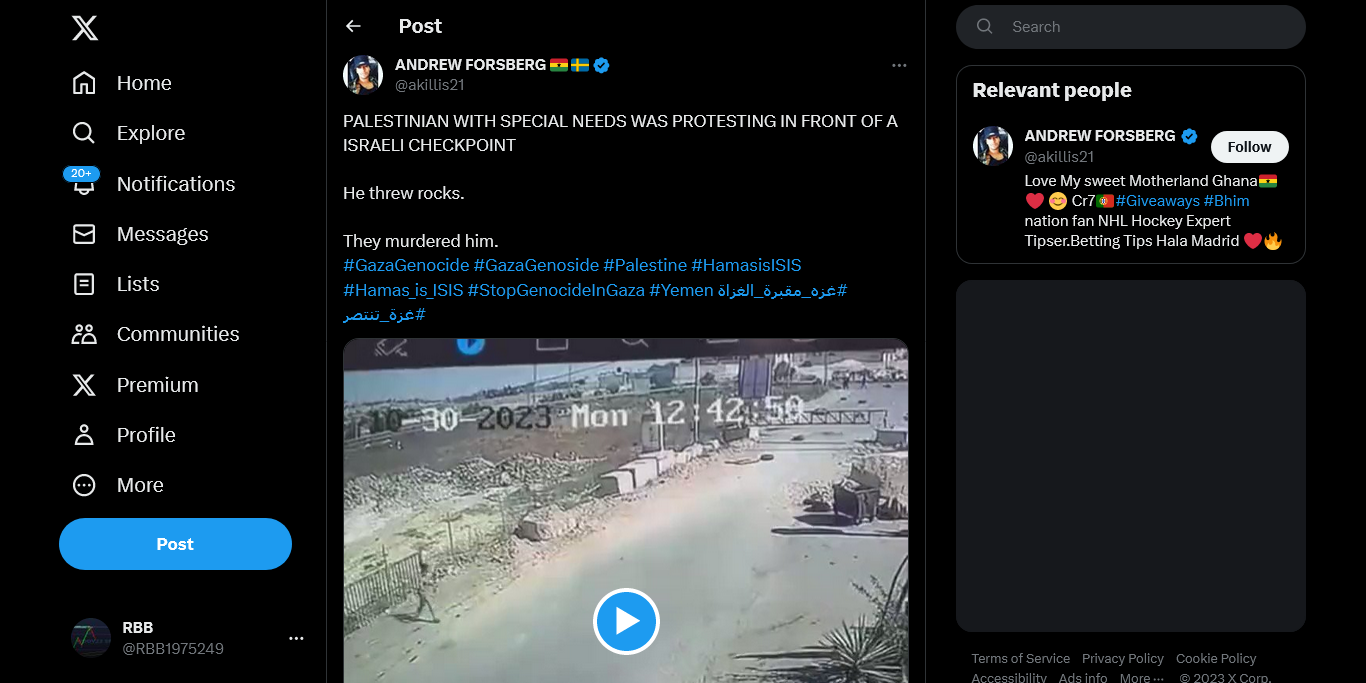 Home
Explore
20+
Notifications
Messages
Lists
Communities
Premium
Profile
More
Post
RBB
@RBB1975249
Post
ANDREW FORSBERG
@akillis21
PALESTINIAN WITH SPECIAL NEEDS WAS PROTESTING IN FRONT OF A
ISRAELI CHECKPOINT
He threw rocks.
They murdered him.
#GazaGenocide #GazaGenoside #Palestine #HamasisISIS
#Hamas_is_ISIS #StopGenocideInGaza #Yemen #غزه_مقبرة_الغزاة
#غزة_تنتصر
10-30-2023 Mon 12:42:50
Search
Relevant people
ANDREW FORSBERG
@akillis21
Follow
Love My sweet Motherland Ghana🇬🇭
❤️ 😊 Cr7🇵🇹#Giveaways #Bhim
nation fan NHL Hockey Expert
Tipser.Betting Tips Hala Madrid ❤️🔥
Terms of Service Privacy Policy Cookie Policy
Accessibility Ads info More ··· © 2023 X Corp.